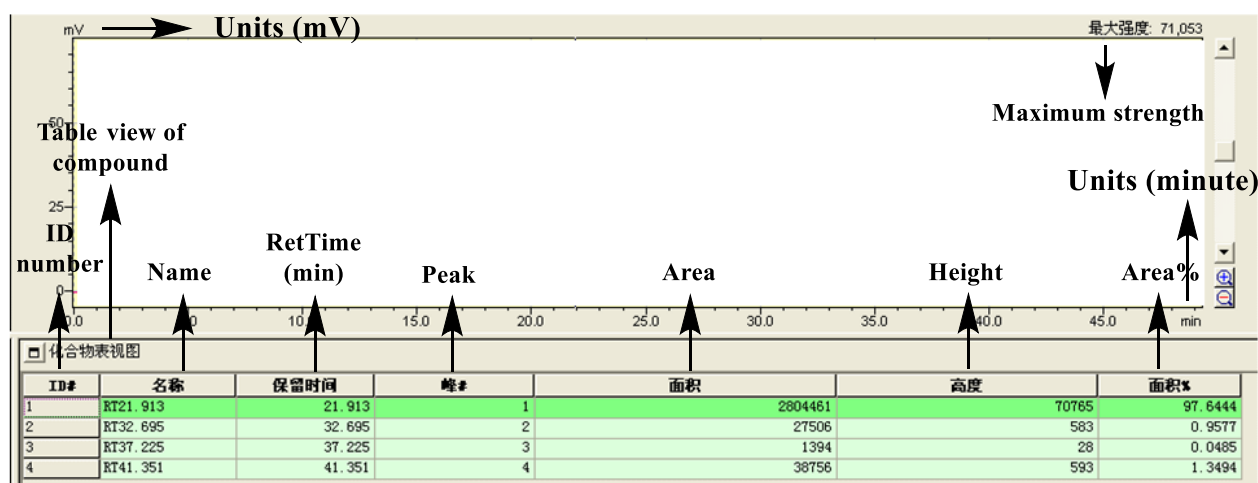 mV Units (mV) 最大强度: 71,053
Maximum strength
50
Table view of
compound
Units (minute)
25
ID
number
RetTime
(min)
Name Peak Area Height Area%
0
0.0 10.0 15.0 20.0 25.0 30.0 35.0 40.0 45.0 min
化合物表视图
ID# 名称 保留时间 峰# 面积 高度 面积%
1 RT21.913 21.913 1 2804461 70765 97.6444
2 RT32.695 32.695 2 27506 583 0.9577
3 RT37.225 37.225 3 1394 28 0.0485
4 RT41.351 41.351 4 38756 593 1.3494